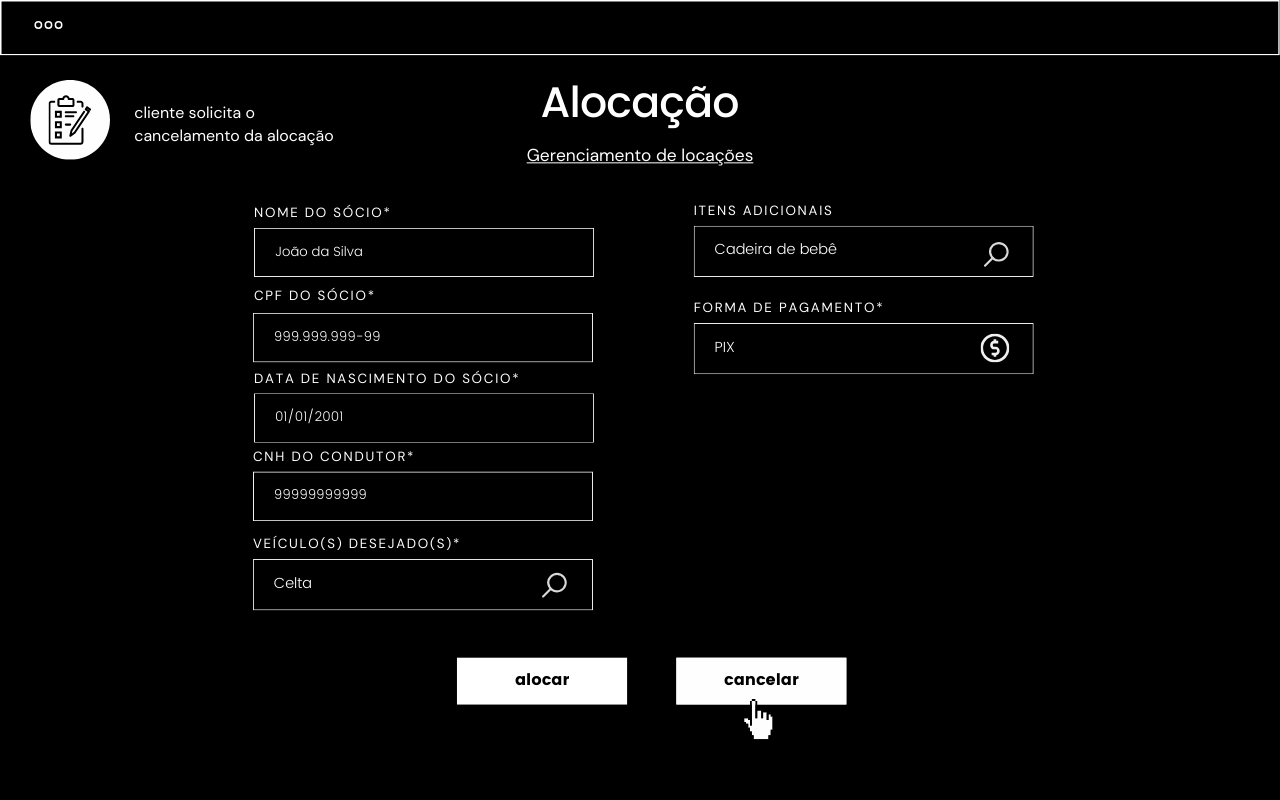 cliente solicita o
cancelamento da alocação
Alocação
Gerenciamento de locações
NOME DO SÓCIO*
João da Silva
CPF DO SÓCIO*
999.999.999-99
DATA DE NASCIMENTO DO SÓCIO*
01/01/2001
CNH DO CONDUTOR*
99999999999
VEÍCULO(S) DESEJADO(S)*
Celta
ITENS ADICIONAIS
Cadeira de bebê
FORMA DE PAGAMENTO*
PIX
alocar
cancelar